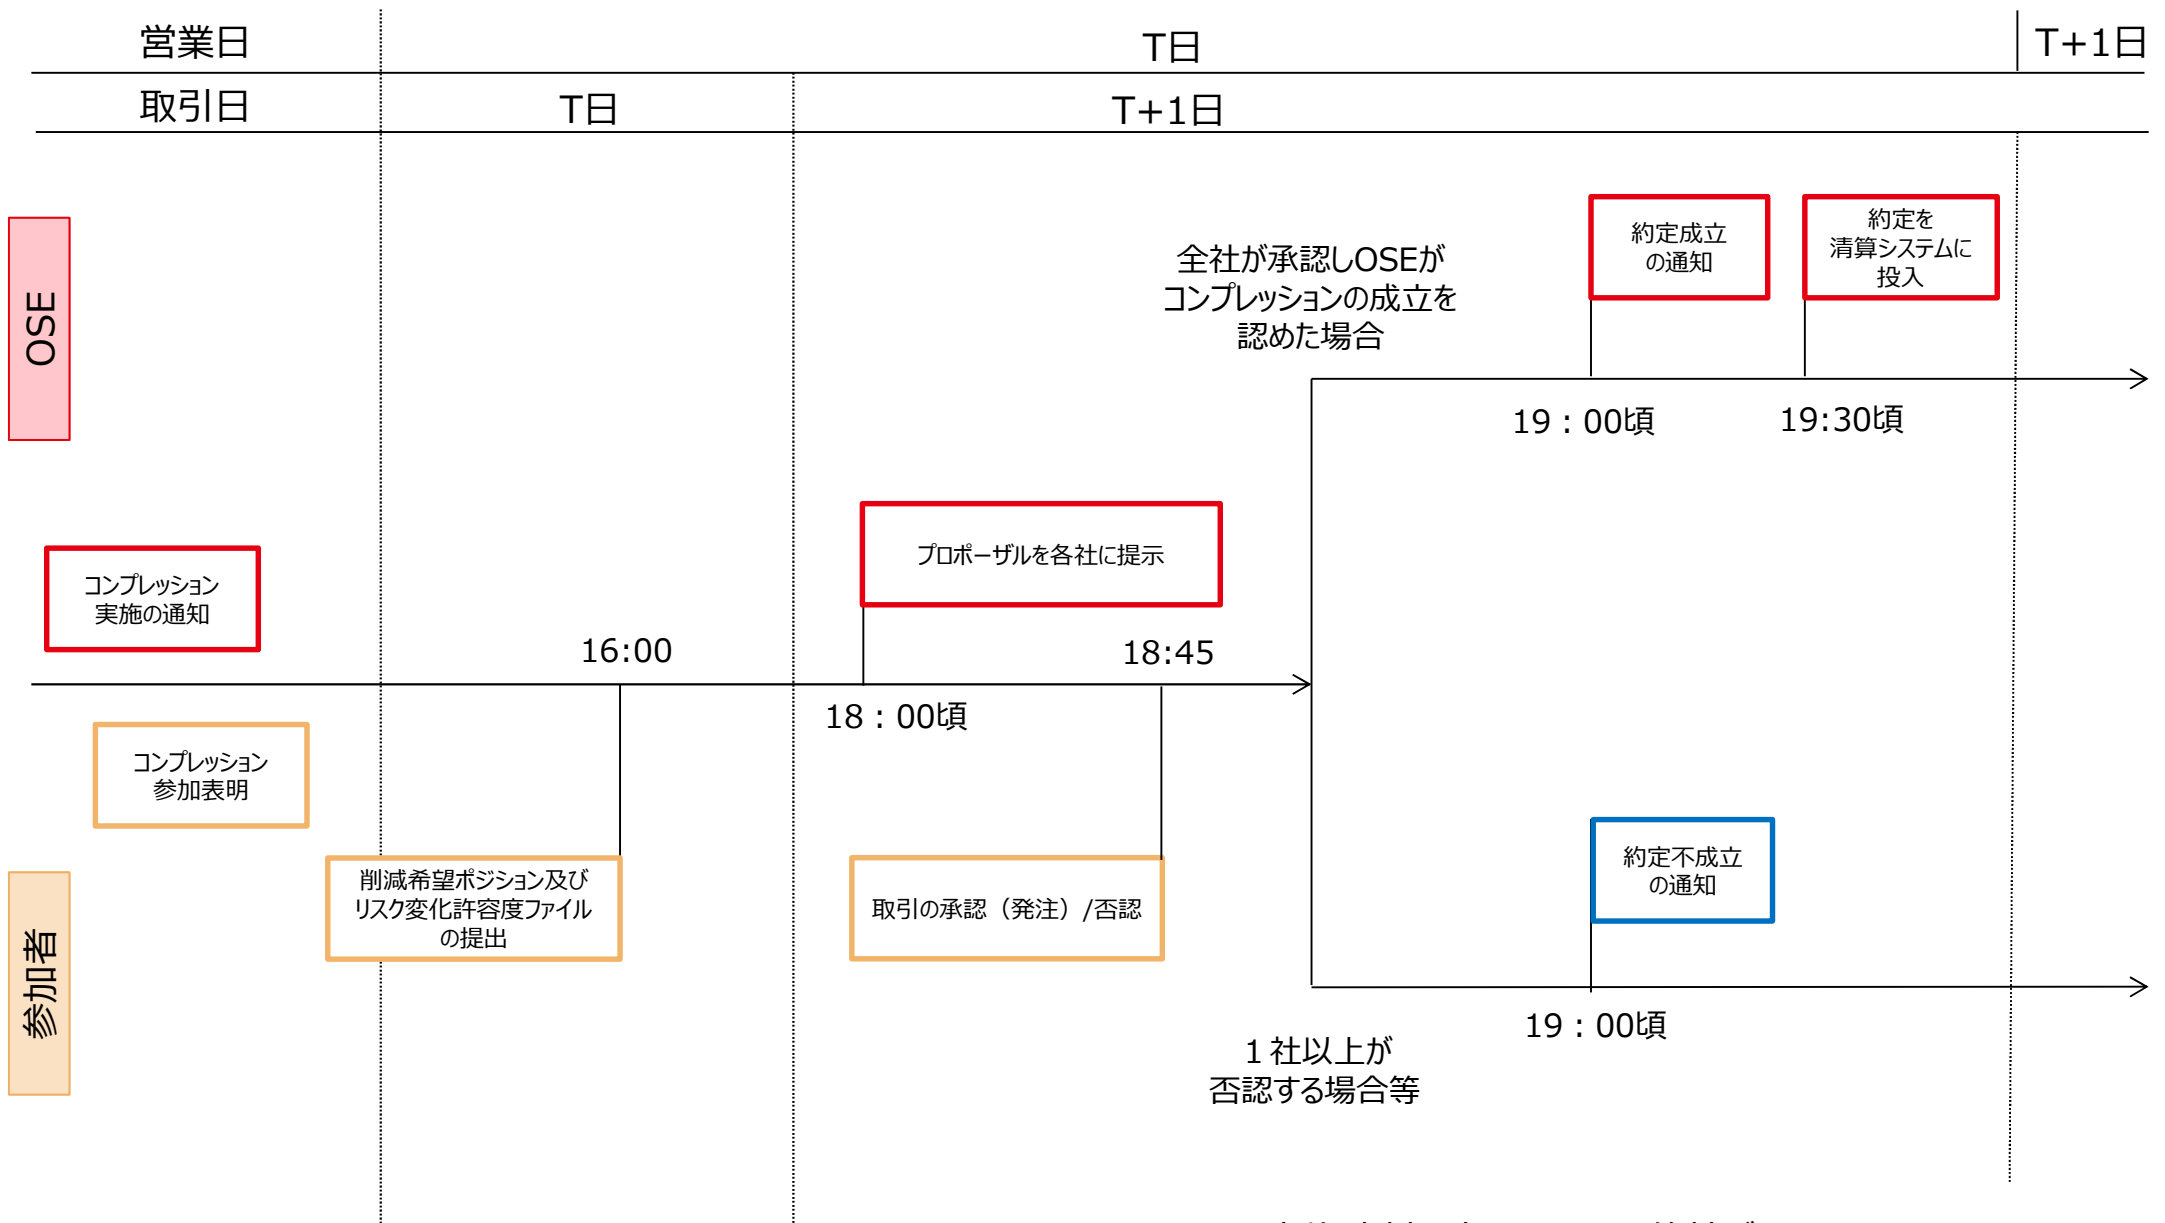 営業日
T日
T+1日
取引日
T日
T+1日
OSE
約定成立
の通知
約定を
清算システムに
投入
全社が承認しOSEが
コンプレッションの成立を
認めた場合
19：00頃
19:30頃
プロポーザルを各社に提示
コンプレッション
実施の通知
16:00
18:45
18：00頃
コンプレッション
参加表明
参加者
削減希望ポジション及び
リスク変化許容度ファイル
の提出
取引の承認（発注）/否認
約定不成立
の通知
19：00頃
１社以上が
否認する場合等